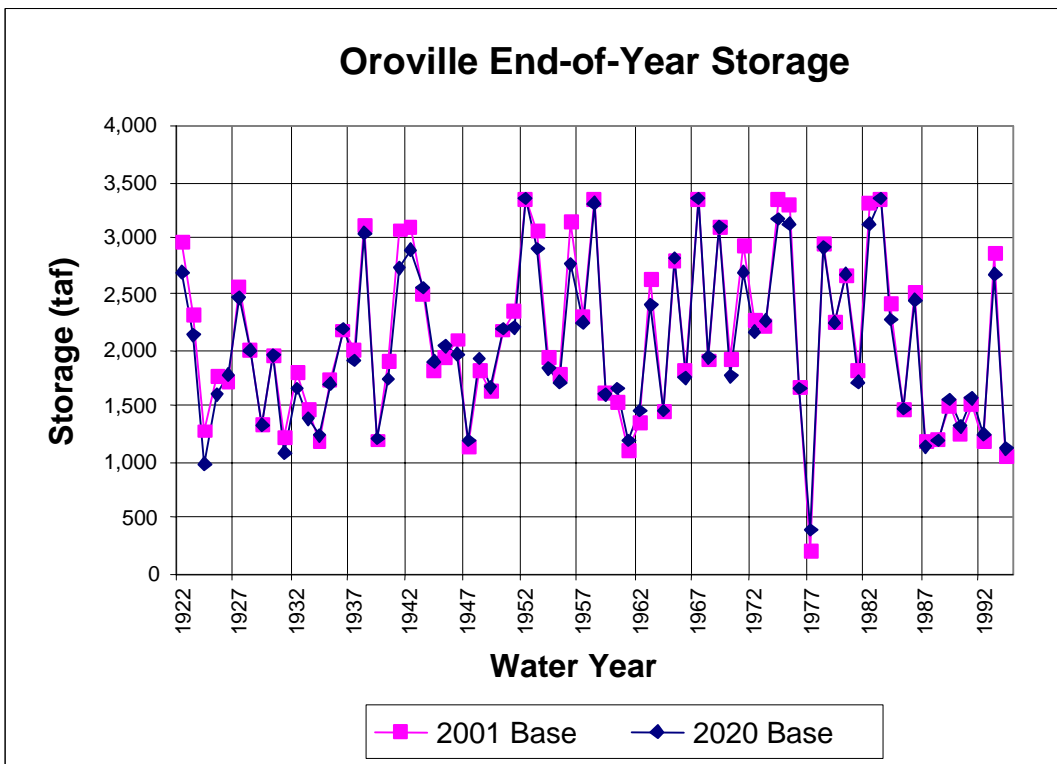 Oroville End-of-Year Storage
4,000
3,500
3,000
2,500
2,000
1,500
1,000
500
0
Storage (taf)
1922 1927 1932 1937 1942 1947 1952 1957 1962 1967 1972 1977 1982 1987 1992
Water Year
2001 Base 2020 Base